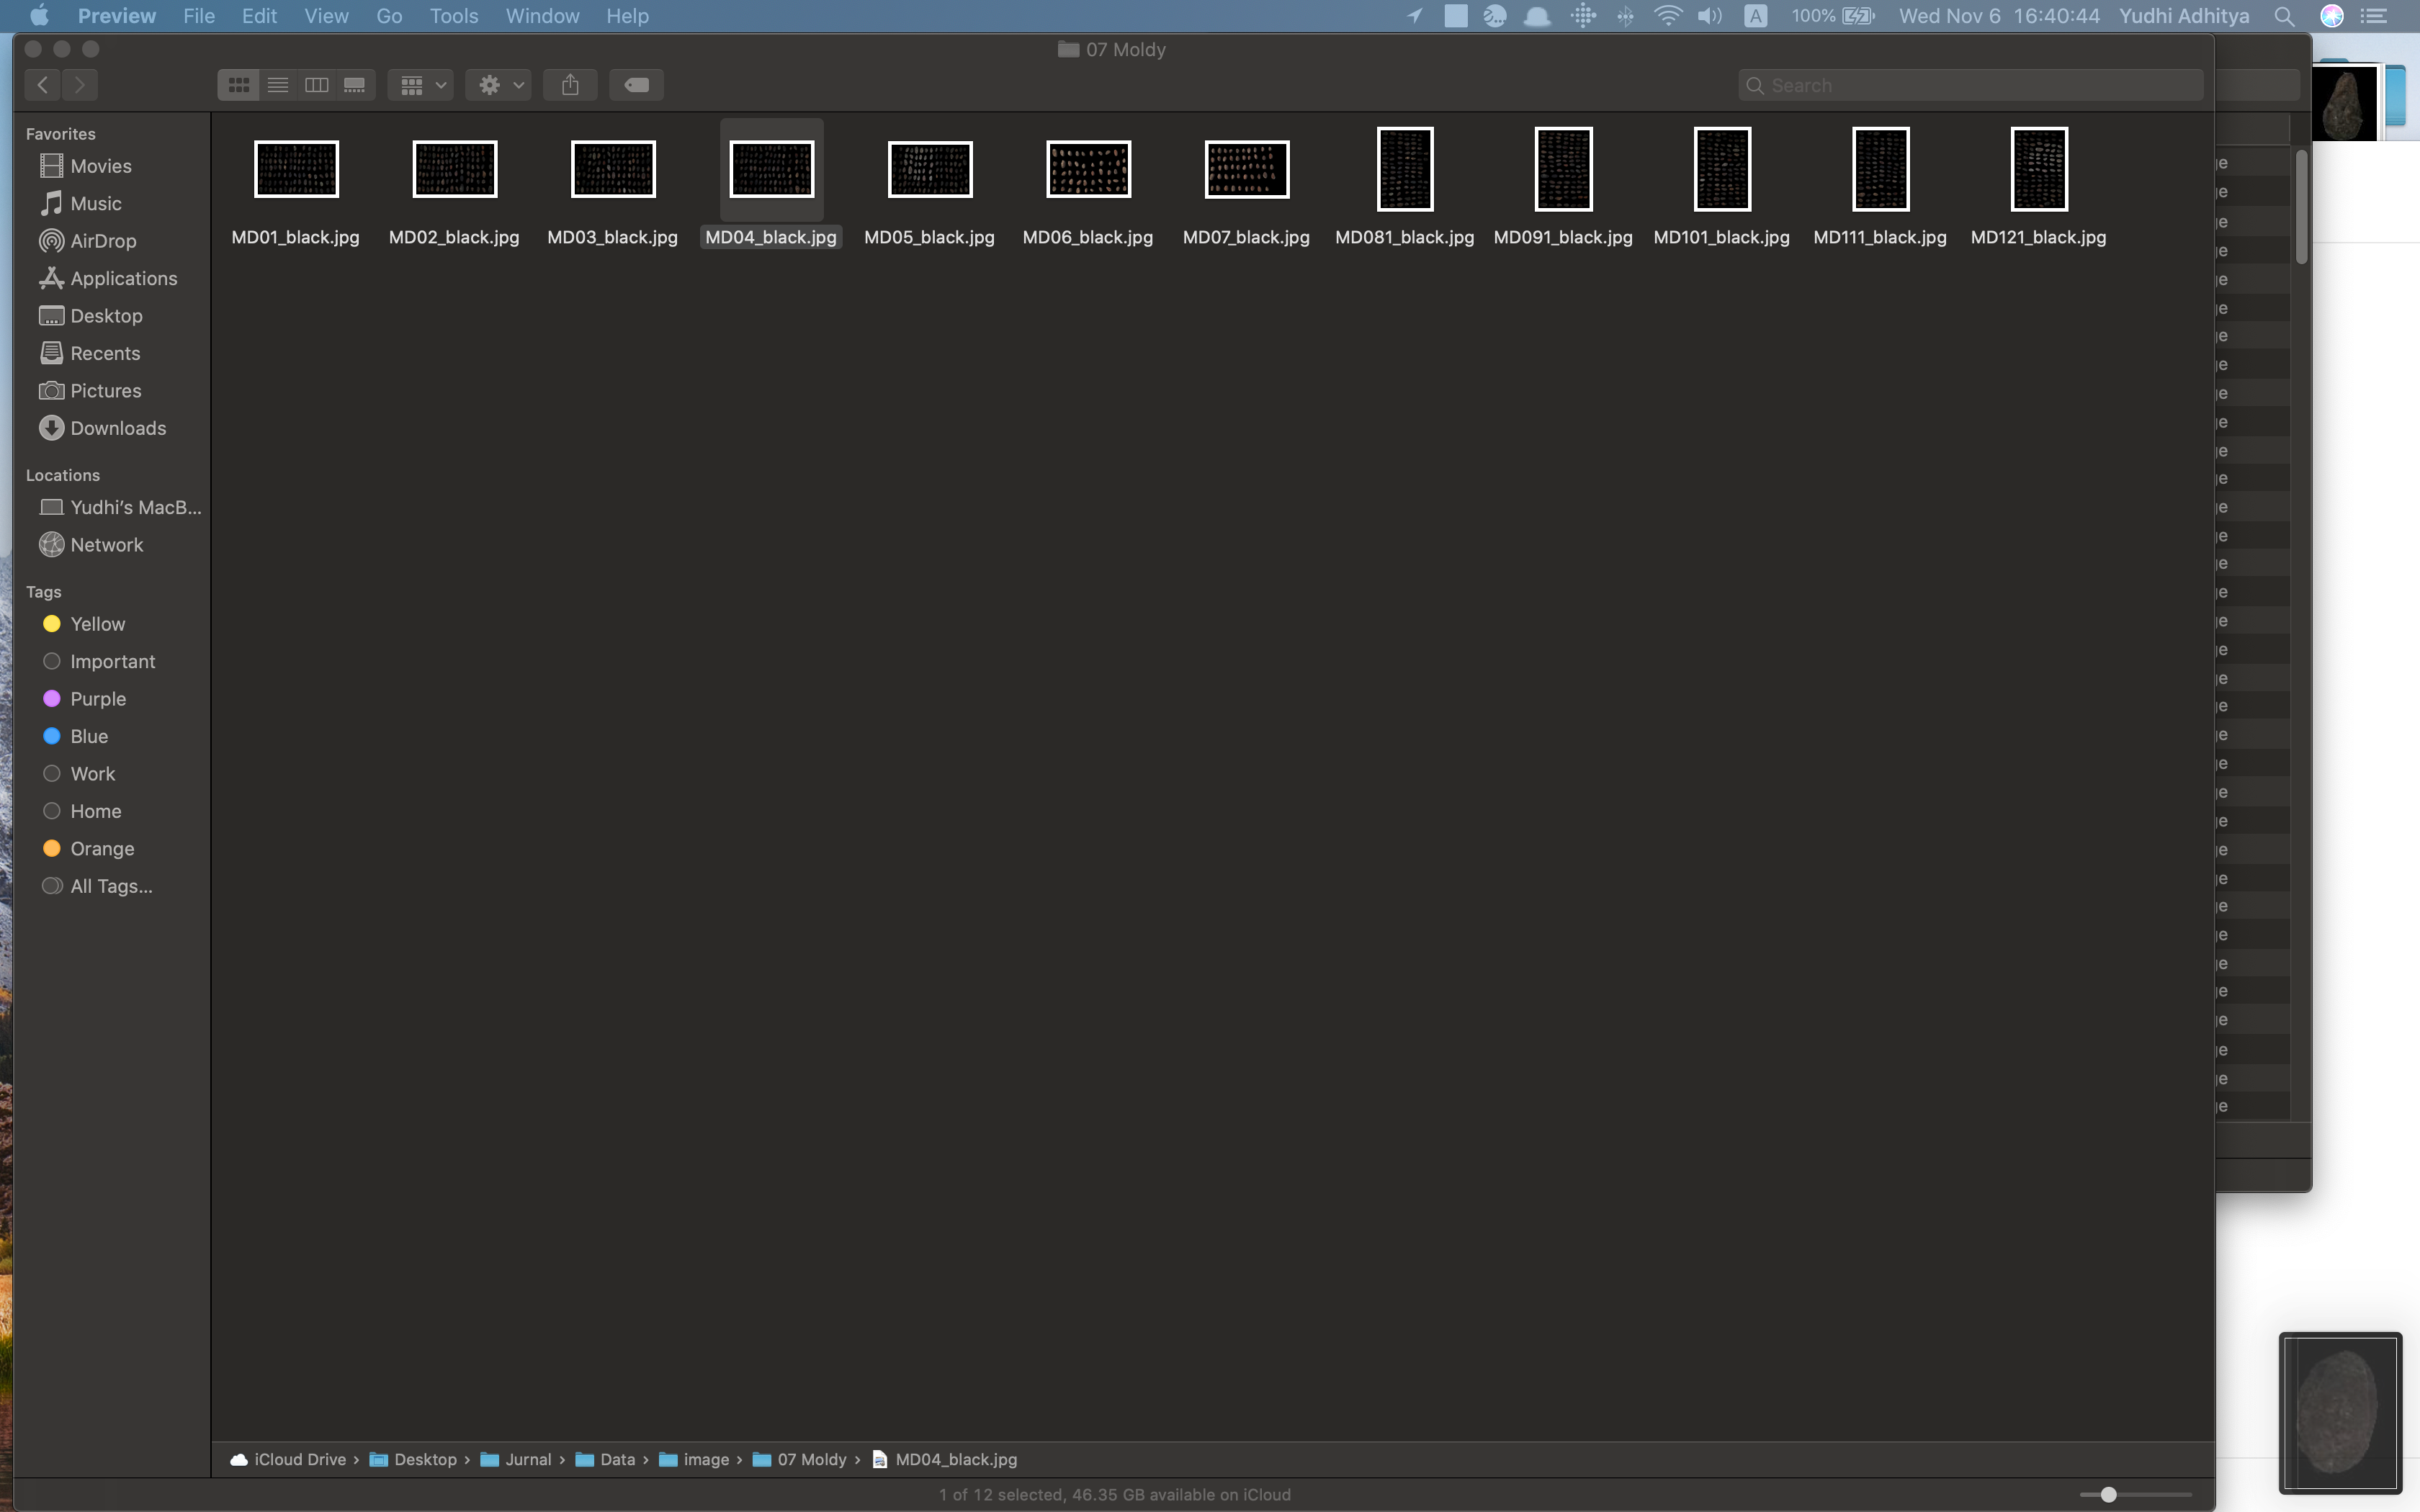 Preview File Edit View Go Tools Window Help A 100% Wed Nov 6 16:40:44 Yudhi Adhitya
07 Moldy
Search
Favorites
Movies
Music
AirDrop
Applications
Desktop
Recents
Pictures
Downloads
Locations
Yudhi’s MacB...
Network
Tags
Yellow
Important
Purple
Blue
Work
Home
Orange
All Tags...
MD01_black.jpg MD02_black.jpg MD03_black.jpg MD04_black.jpg MD05_black.jpg MD06_black.jpg MD07_black.jpg MD081_black.jpg MD091_black.jpg MD101_black.jpg MD111_black.jpg MD121_black.jpg
iCloud Drive › Desktop › Jurnal › Data › image › 07 Moldy › MD04_black.jpg
1 of 12 selected, 46.35 GB available on iCloud